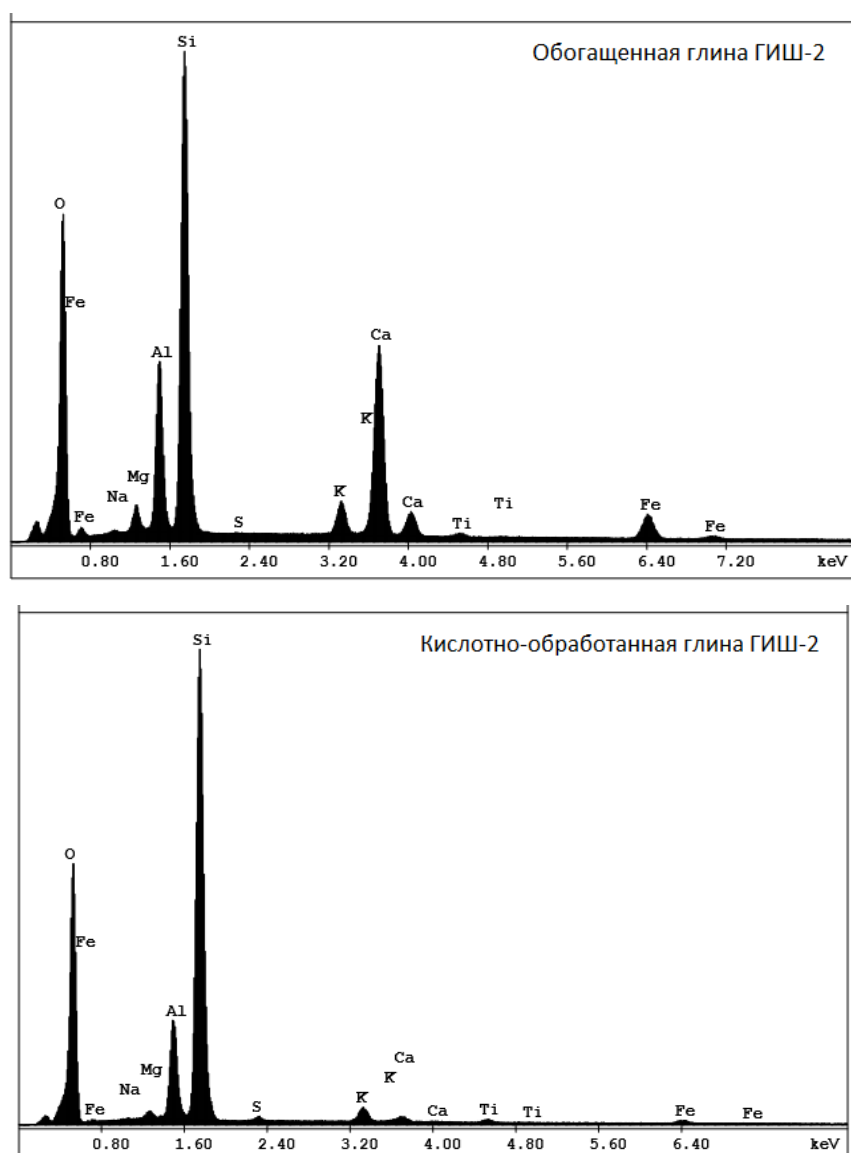 Si
Обогащенная глина ГИШ-2
O
Fe
Ca
Al
K
Mg
Na
Fe
S
K
Ca
Ti
Ti
Fe
Fe
0.80 1.60 2.40 3.20 4.00 4.80 5.60 6.40 7.20 keV
Si
Кислотно-обработанная глина ГИШ-2
O
Fe
Al
Ca
Mg
K
Na
Fe
S
K
Ca
Ti
Ti
Fe
Fe
0.80 1.60 2.40 3.20 4.00 4.80 5.60 6.40 keV